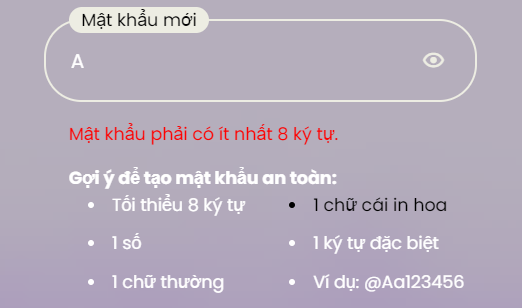 Mật khẩu mới
A
Mật khẩu phải có ít nhất 8 ký tự.
Gợi ý để tạo mật khẩu an toàn:
• Tối thiểu 8 ký tự
• 1 chữ cái in hoa
• 1 số
• 1 ký tự đặc biệt
• 1 chữ thường
• Ví dụ: @Aa123456